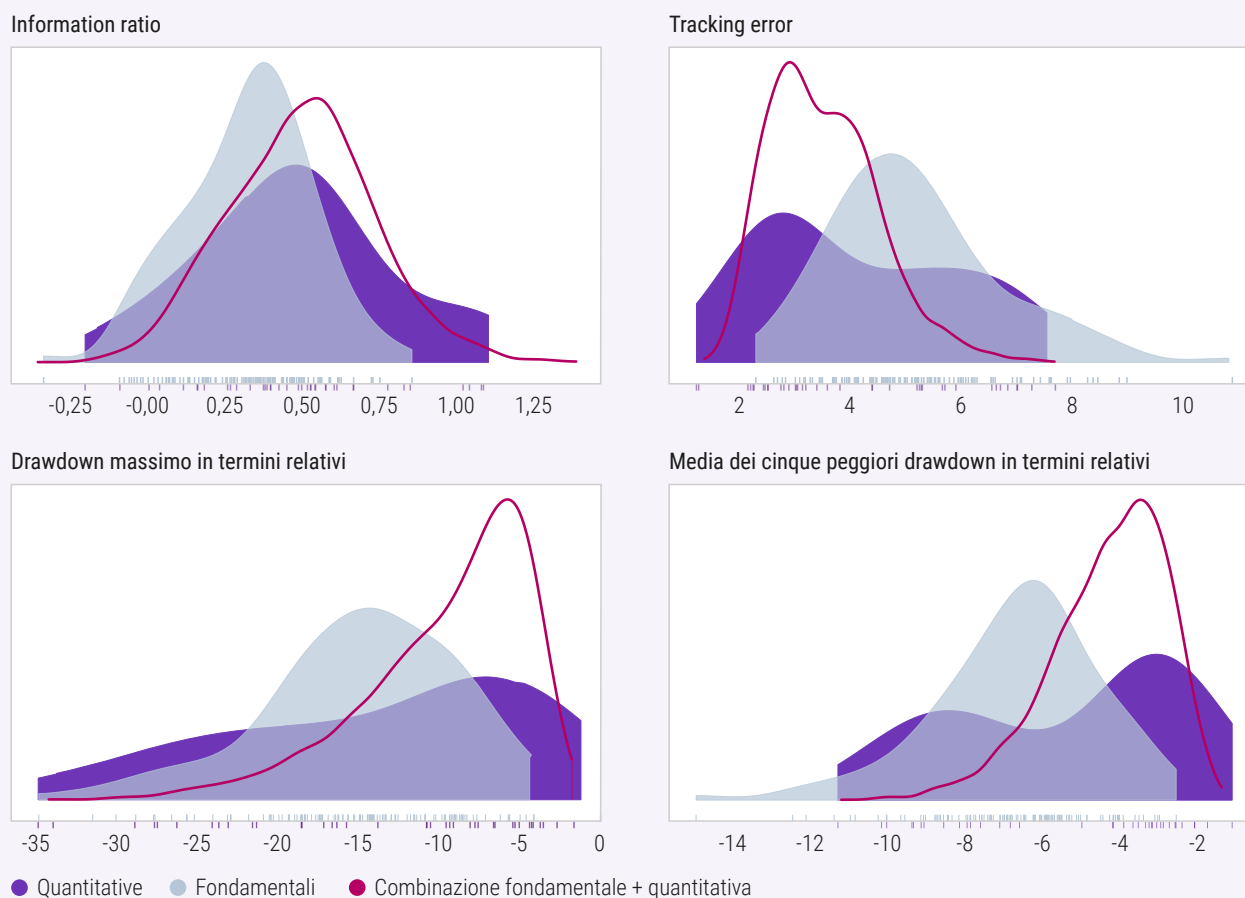 Information ratio
Tracking error
-0,25 -0,00 0,25 0,50 0,75 1,00 1,25
2 4 6 8 10
Drawdown massimo in termini relativi
Media dei cinque peggiori drawdown in termini relativi
-35 -30 -25 -20 -15 -10 -5 0
-14 -12 -10 -8 -6 -4 -2
Quantitative Fondamentali Combinazione fondamentale + quantitativa